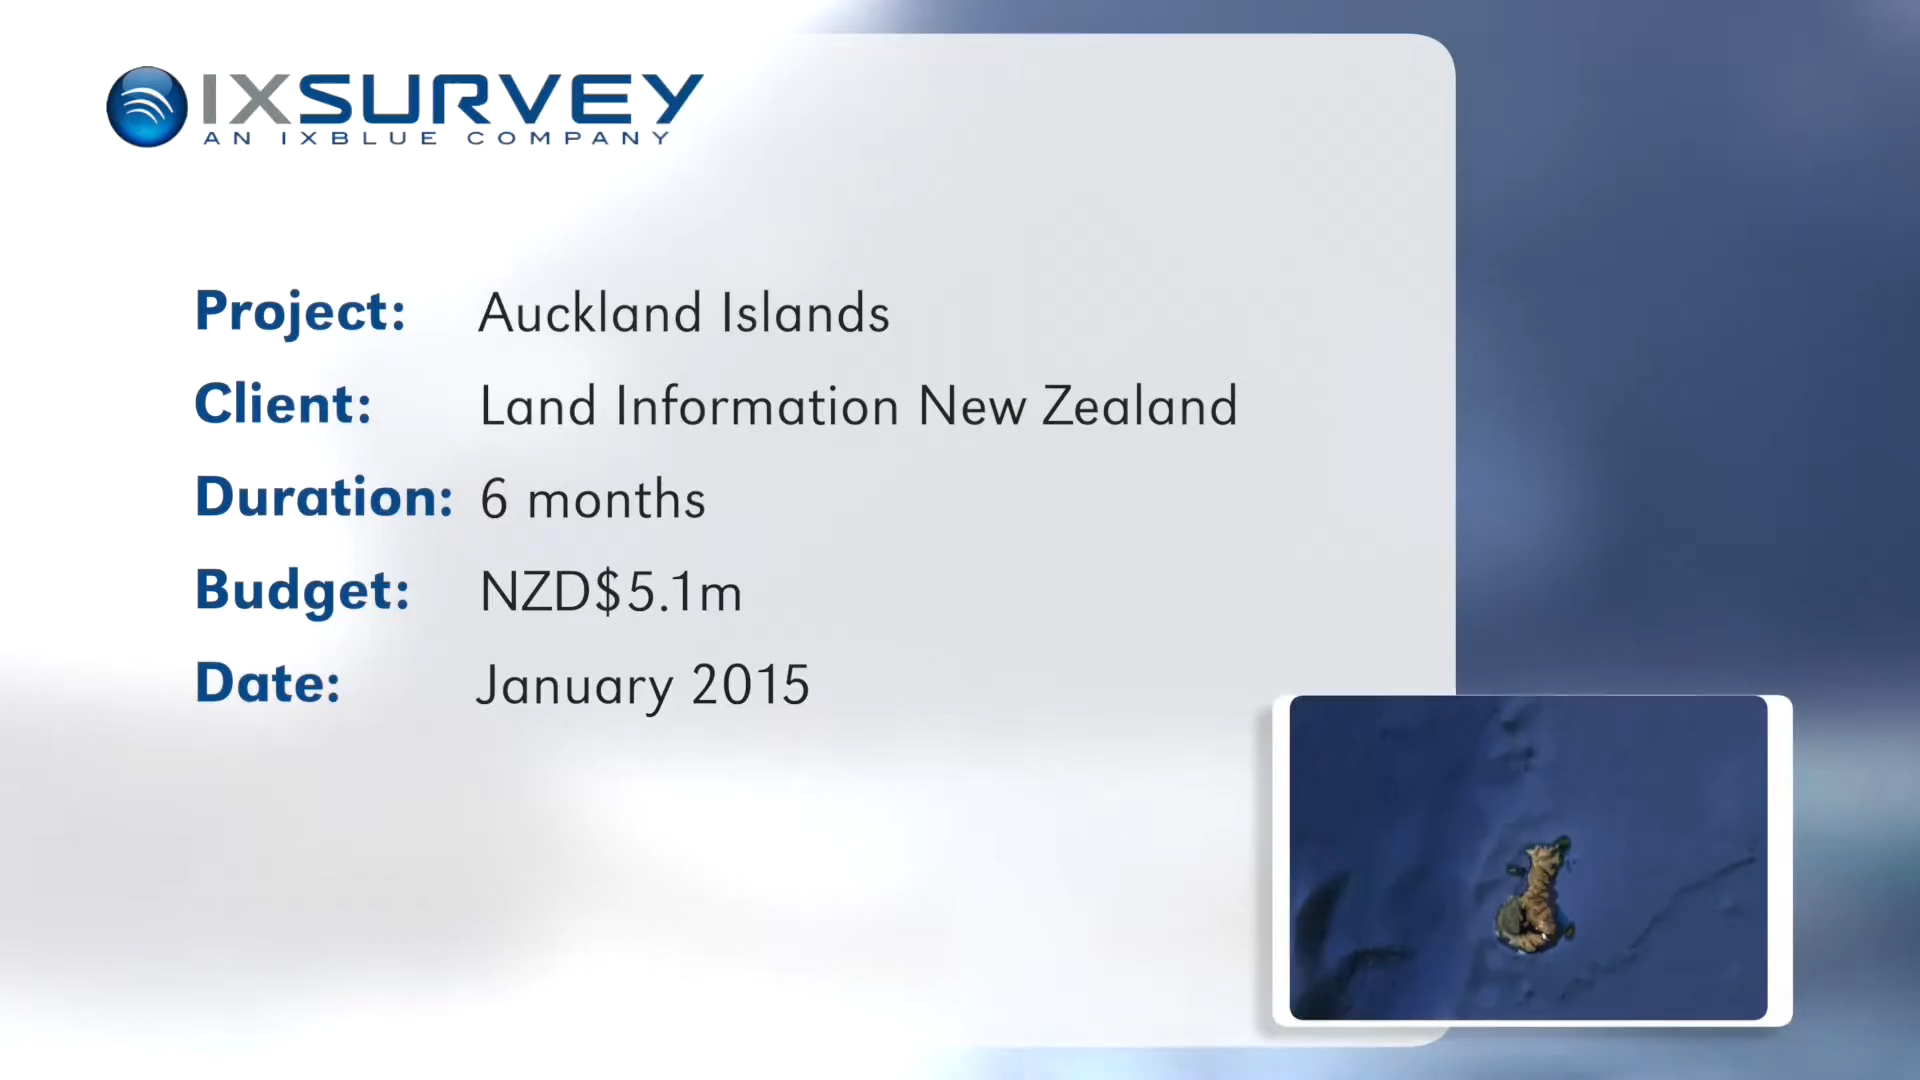 IXSURVEY
AN IXBLUE COMPANY
Project: Auckland Islands
Client: Land Information New Zealand
Duration: 6 months
Budget: NZD$5.1m
Date: January 2015